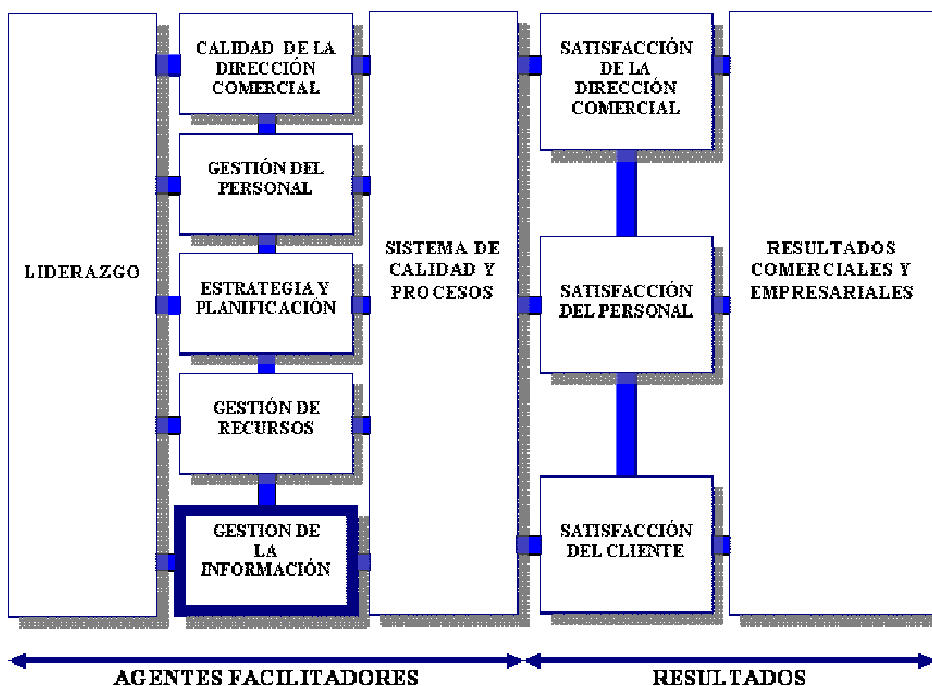 LIDERAZGO
CALIDAD DE LA
DIRECCIÓN
COMERCIAL
GESTIÓN DEL
PERSONAL
ESTRATEGIA Y
PLANIFICACIÓN
GESTIÓN DE
RECURSOS
GESTION DE
LA
INFORMACIÓN
SISTEMA DE
CALIDAD Y
PROCESOS
SATISFACCIÓN
DE LA
DIRECCIÓN
COMERCIAL
SATISFACCIÓN
DEL PERSONAL
SATISFACCIÓN
DEL CLIENTE
RESULTADOS
COMERCIALES Y
EMPRESARIALES
AGENTES FACILITADORES
RESULTADOS